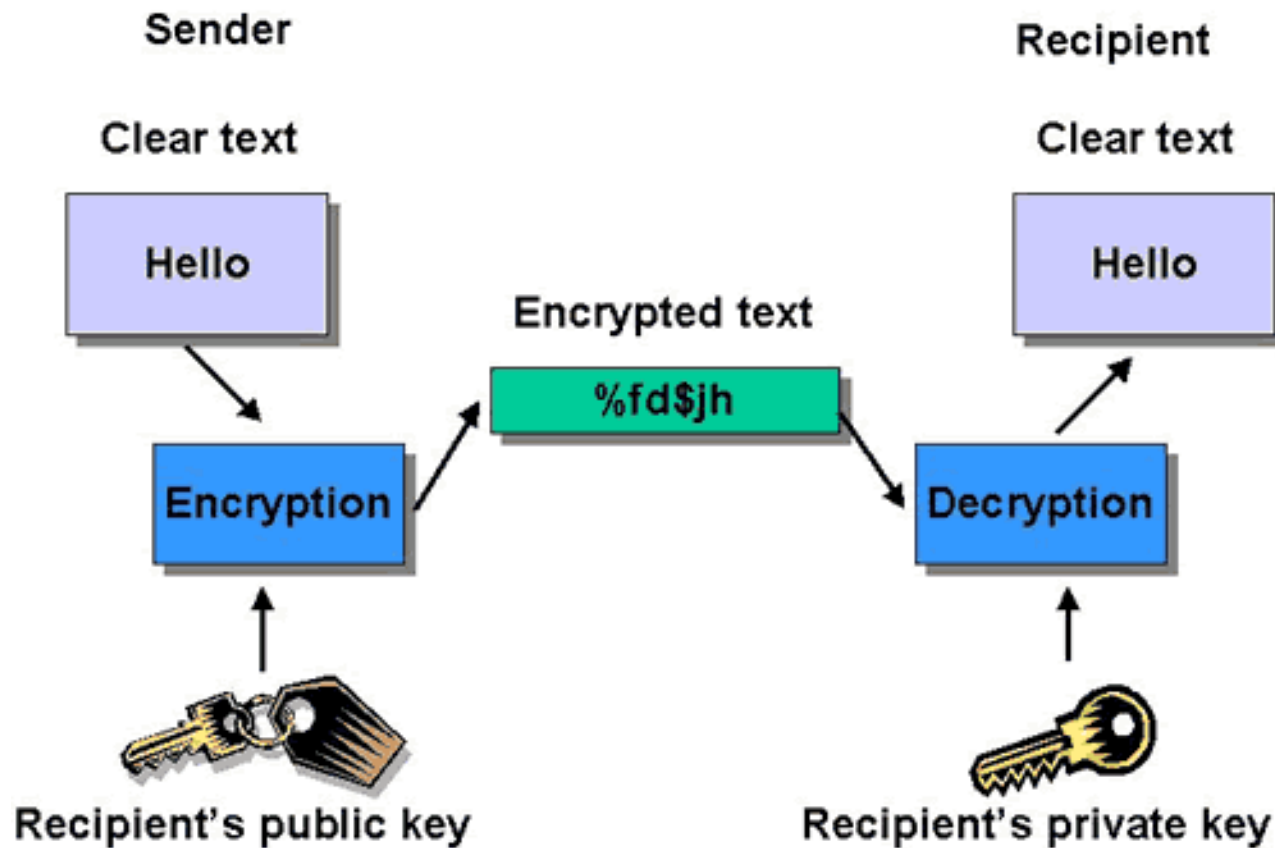 Sender
Recipient
Clear text
Clear text
Hello
Hello
Encrypted text
%fd$jh
Encryption
Decryption
Recipient's public key
Recipient's private key